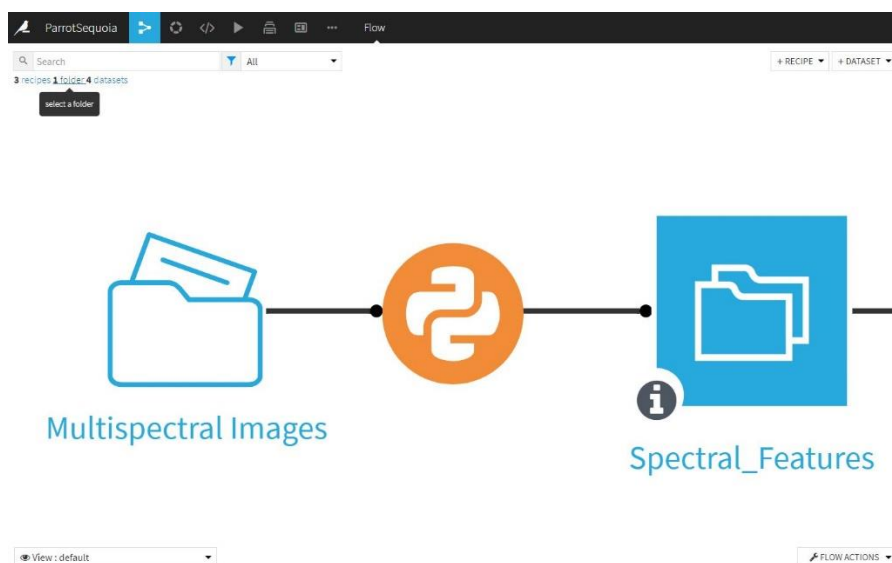 ParrotSequoia Flow
Search All + RECIPE + DATASET
3 recipes 1 folder 4 datasets
select a folder
Multispectral Images
Spectral_Features
View : default FLOW ACTIONS